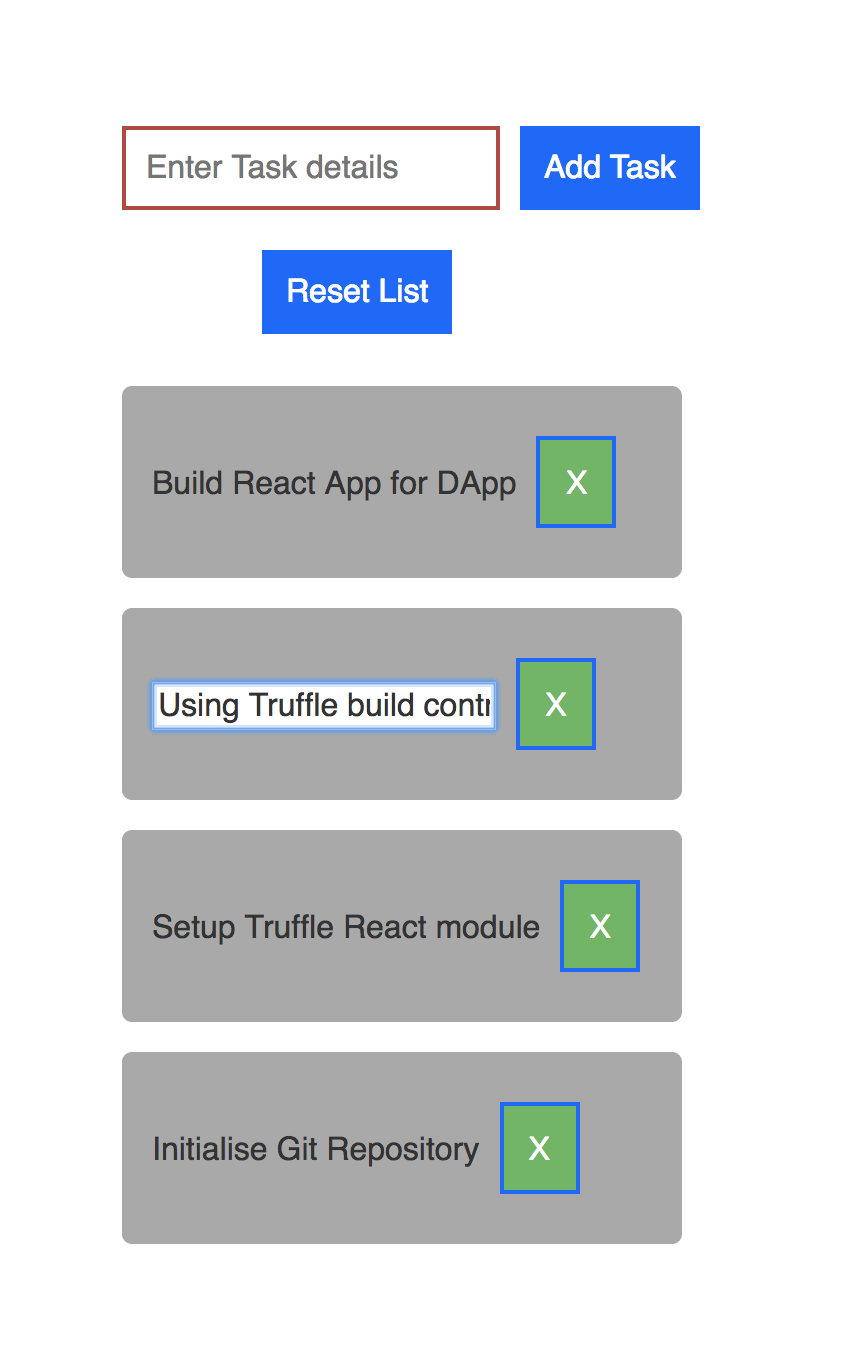 Enter Task details
Add Task
Reset List
Build React App for DApp
X
Using Truffle build cont
X
Setup Truffle React module
X
Initialise Git Repository
X